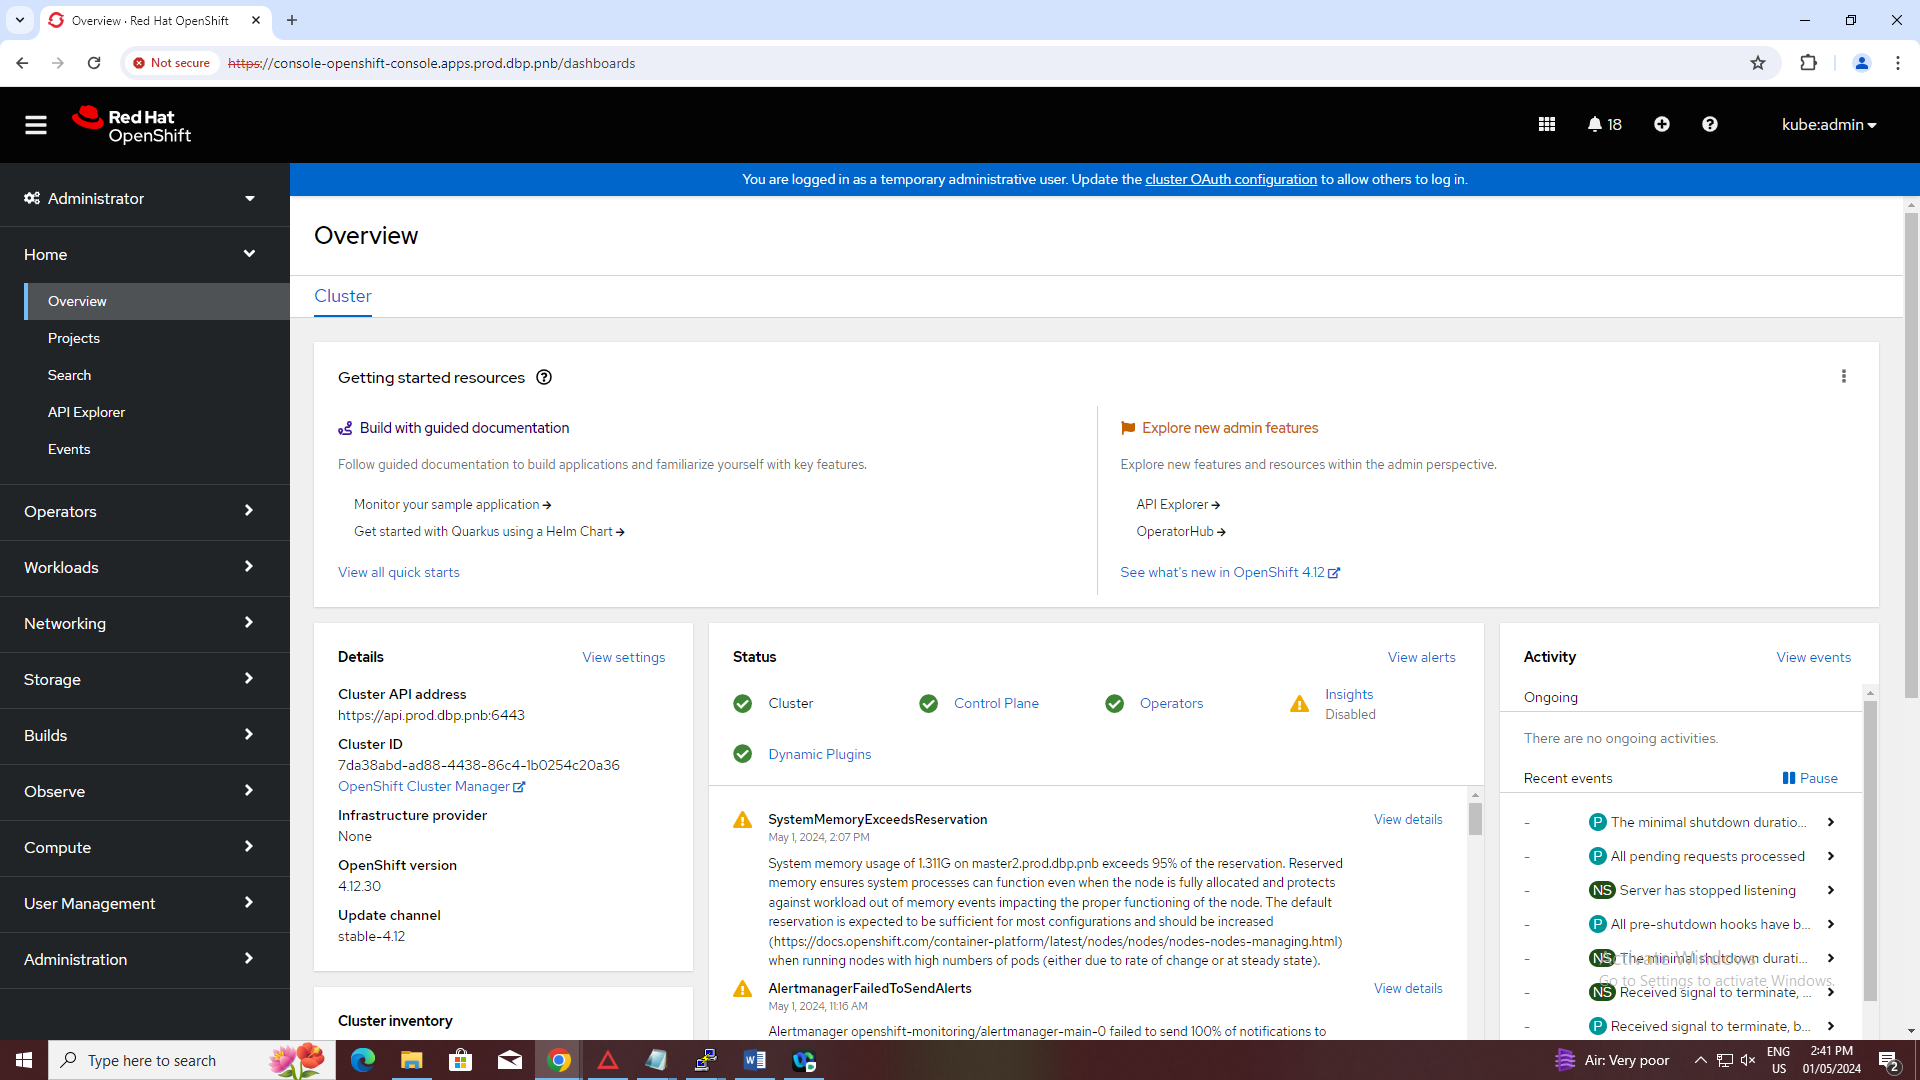 Overview · Red Hat OpenShift
Not secure
https://console-openshift-console.apps.prod.dbp.pnb/dashboards
Red Hat
OpenShift
18
kube:admin
You are logged in as a temporary administrative user. Update the cluster OAuth configuration to allow others to log in.
Administrator
Home
Overview
Projects
Search
API Explorer
Events
Operators
Workloads
Networking
Storage
Builds
Observe
Compute
User Management
Administration
Overview
Cluster
Getting started resources
Build with guided documentation
Follow guided documentation to build applications and familiarize yourself with key features.
Monitor your sample application
Get started with Quarkus using a Helm Chart
View all quick starts
Explore new admin features
Explore new features and resources within the admin perspective.
API Explorer
OperatorHub
See what's new in OpenShift 4.12
Details
View settings
Cluster API address
https://api.prod.dbp.pnb:6443
Cluster ID
7da38abd-ad88-4438-86c4-1b0254c20a36
OpenShift Cluster Manager
Infrastructure provider
None
OpenShift version
4.12.30
Update channel
stable-4.12
Cluster inventory
Status
View alerts
Cluster
Control Plane
Operators
Insights
Disabled
Dynamic Plugins
SystemMemoryExceedsReservation
View details
May 1, 2024, 2:07 PM
System memory usage of 1.311G on master2.prod.dbp.pnb exceeds 95% of the reservation. Reserved
memory ensures system processes can function even when the node is fully allocated and protects
against workload out of memory events impacting the proper functioning of the node. The default
reservation is expected to be sufficient for most configurations and should be increased
(https://docs.openshift.com/container-platform/latest/nodes/nodes/nodes-nodes-managing.html)
when running nodes with high numbers of pods (either due to rate of change or at steady state).
AlertmanagerFailedToSendAlerts
View details
May 1, 2024, 11:16 AM
Alertmanager openshift-monitoring/alertmanager-main-0 failed to send 100% of notifications to
Activity
View events
Ongoing
There are no ongoing activities.
Recent events
Pause
- P The minimal shutdown duratio...
- P All pending requests processed
- NS Server has stopped listening
- P All pre-shutdown hooks have b...
- NS The minimal shutdown durati...
- NS Received signal to terminate, ...
- P Received signal to terminate, b...
Activate Windows
Go to Settings to activate Windows.
Type here to search
Air: Very poor
ENG
US
2:41 PM
01/05/2024
2